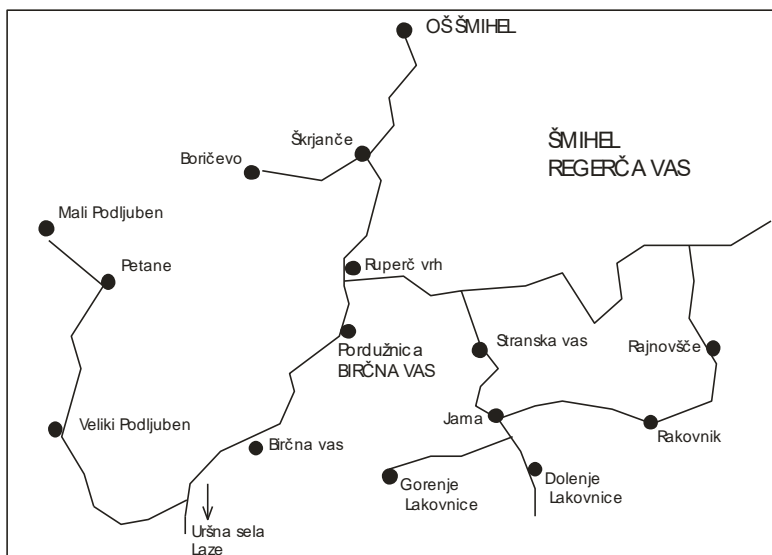 OŠ ŠMIHEL
Škrjanče
Boričevo
ŠMIHEL
REGERČA VAS
Mali Podljuben
Petane
Ruperč vrh
Pordužnica
BIRČNA VAS
Stranska vas
Rajnovšče
Veliki Podljuben
Birčna vas
Jama
Rakovnik
Gorenje
Lakovnice
Dolenje
Lakovnice
Uršna sela
Laze